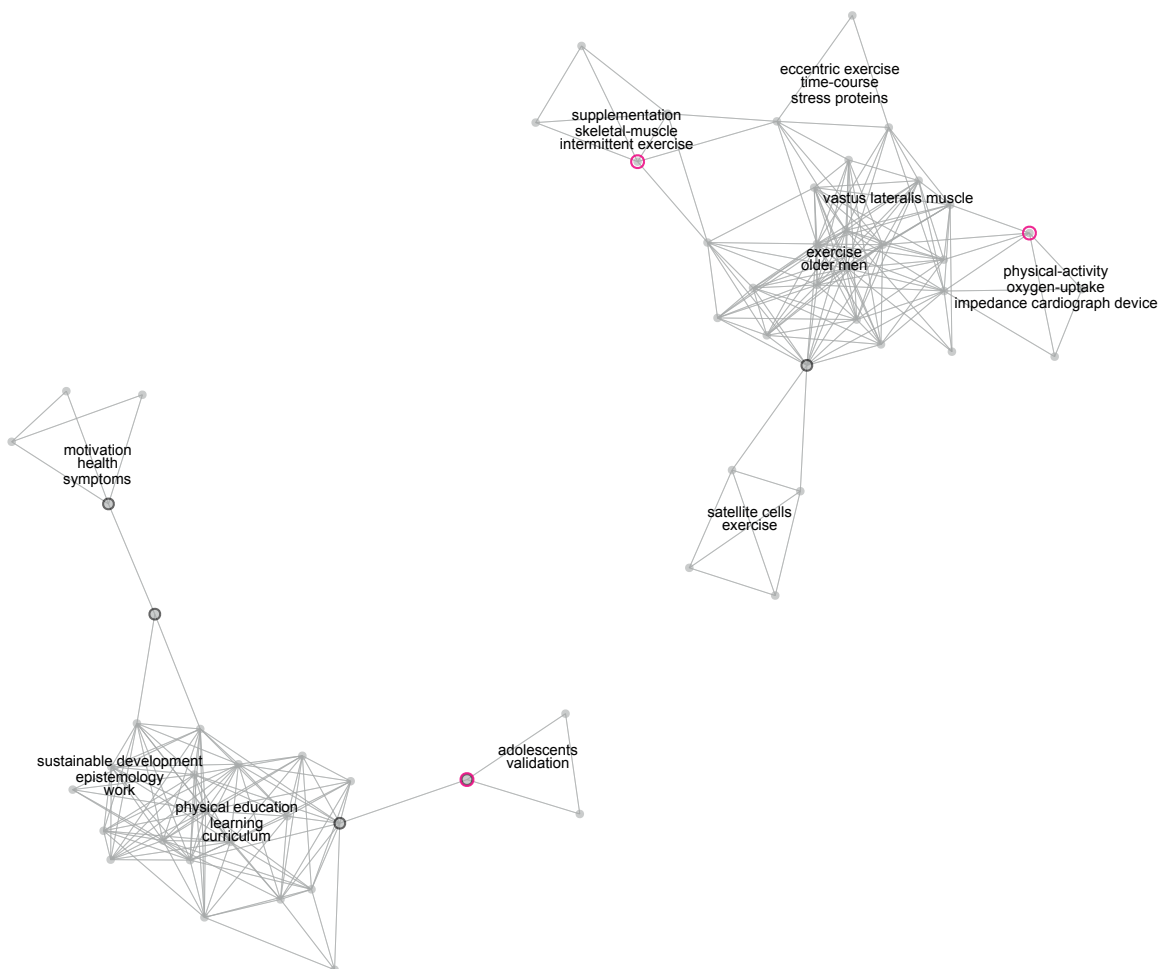 eccentric exercise
time-course
stress proteins
supplementation
skeletal-muscle
intermittent exercise
vastus lateralis muscle
exercise
older men
physical-activity
oxygen-uptake
impedance cardiograph device
motivation
health
symptoms
satellite cells
exercise
sustainable development
epistemology
work
physical education
learning
curriculum
adolescents
validation